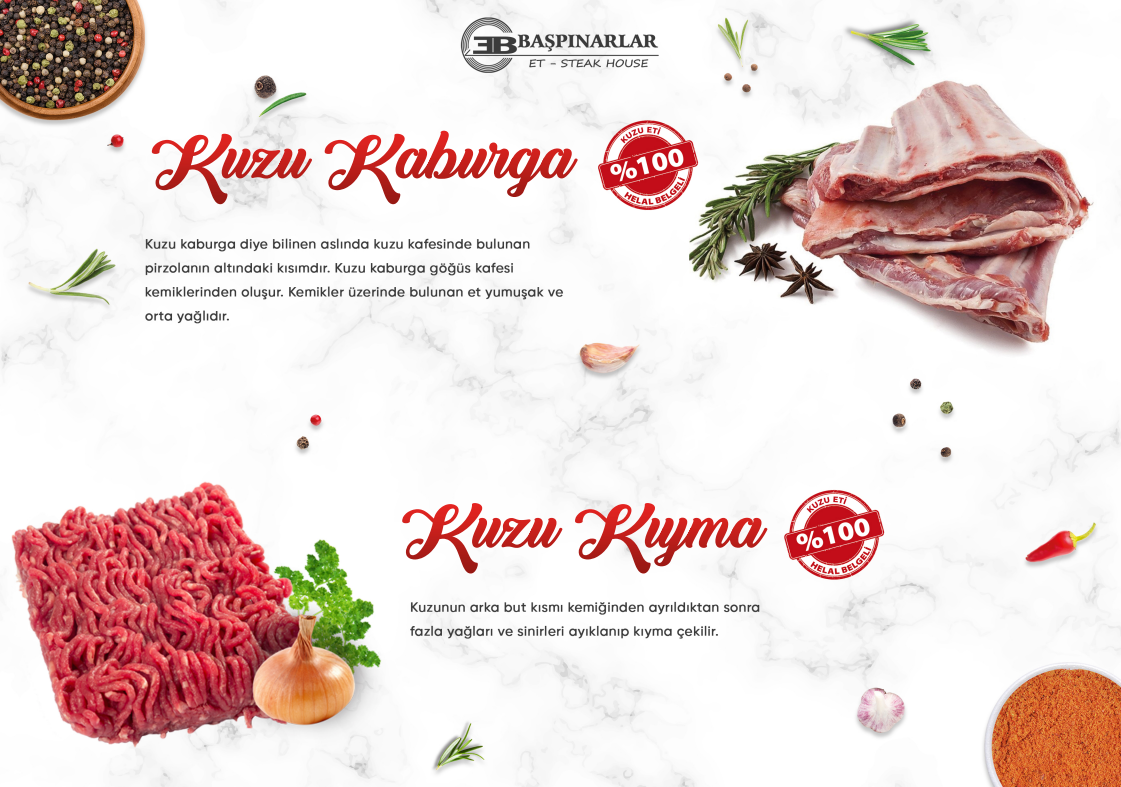 3B BAŞPINARLAR
ET - STEAK HOUSE
Kuzu Kaburga
KUZU ETİ
%100
HELAL BELGELİ
Kuzu kaburga diye bilinen aslında kuzu kafesinde bulunan
pirzolanın altındaki kısımdır. Kuzu kaburga göğüs kafesi
kemiklerinden oluşur. Kemikler üzerinde bulunan et yumuşak ve
orta yağlıdır.
Kuzu Kıyma
KUZU ETİ
%100
HELAL BELGELİ
Kuzunun arka but kısmı kemiğinden ayrıldıktan sonra
fazla yağları ve sinirleri ayıklanıp kıyma çekilir.